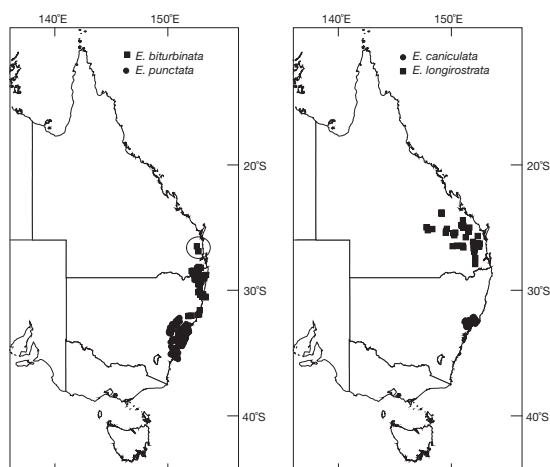 140°E 150°E
E. biturbinata
E. punctata
140°E 150°E
E. caniculata
E. longirostrata
20°S
30°S
40°S
20°S
30°S
40°S